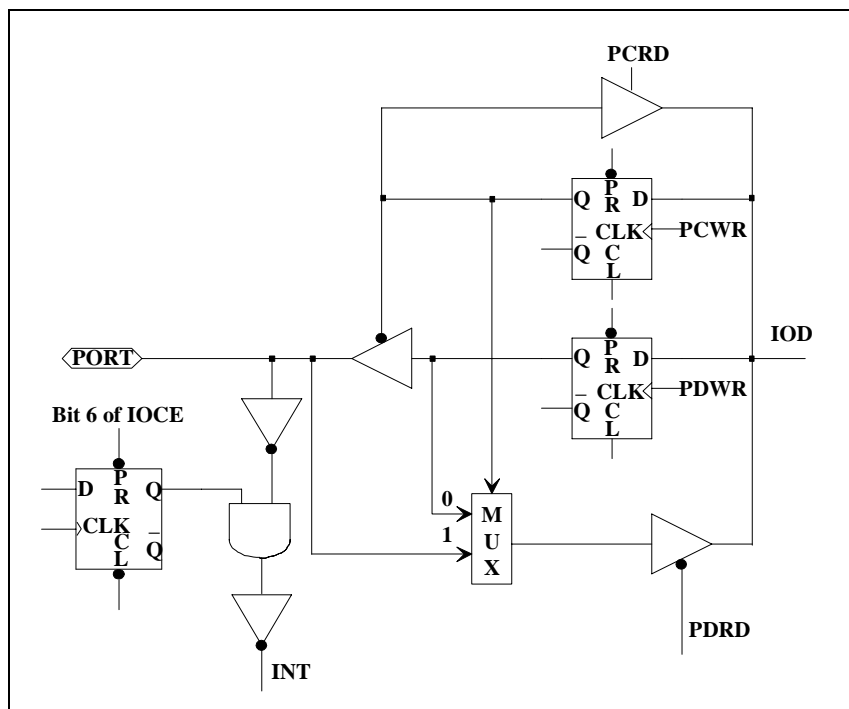 PCRD
P
R
Q
D
CLK
PCWR
Q
C
L
IOD
PORT
P
R
Q
D
CLK
PDWR
Q
C
L
Bit 6 of IOCE
P
R
D
Q
CLK
C
L
Q
0
1
M
U
X
PDRD
INT